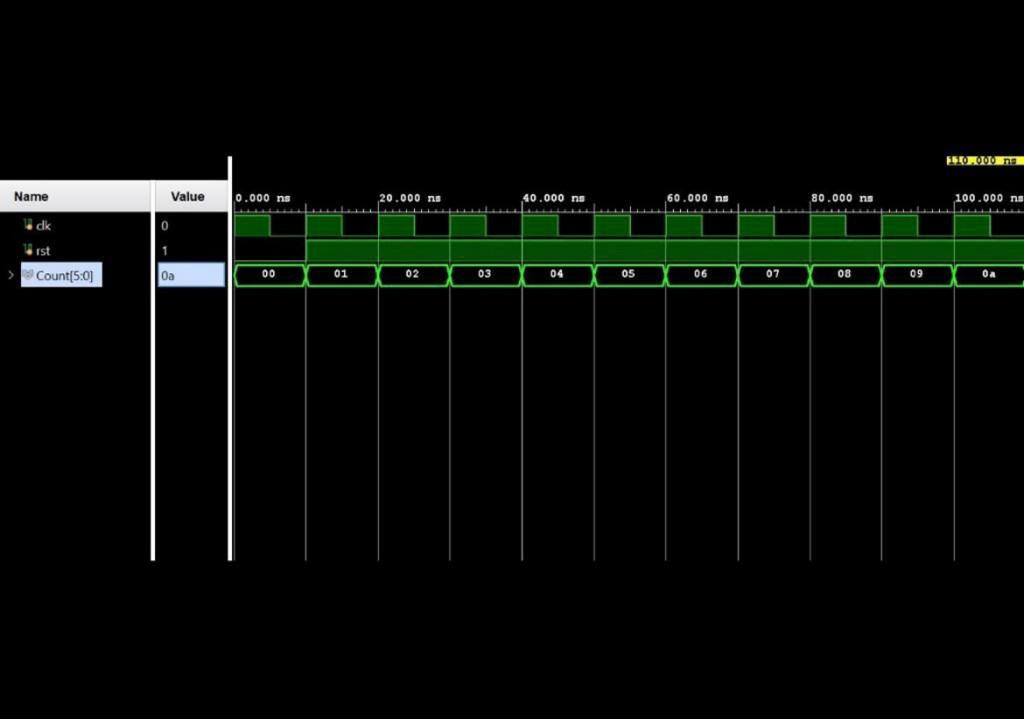 110.000 ns
Name Value 0.000 ns 20.000 ns 40.000 ns 60.000 ns 80.000 ns 100.000 ns
clk 0
rst 1
Count[5:0] 0a 00 01 02 03 04 05 06 07 08 09 0a